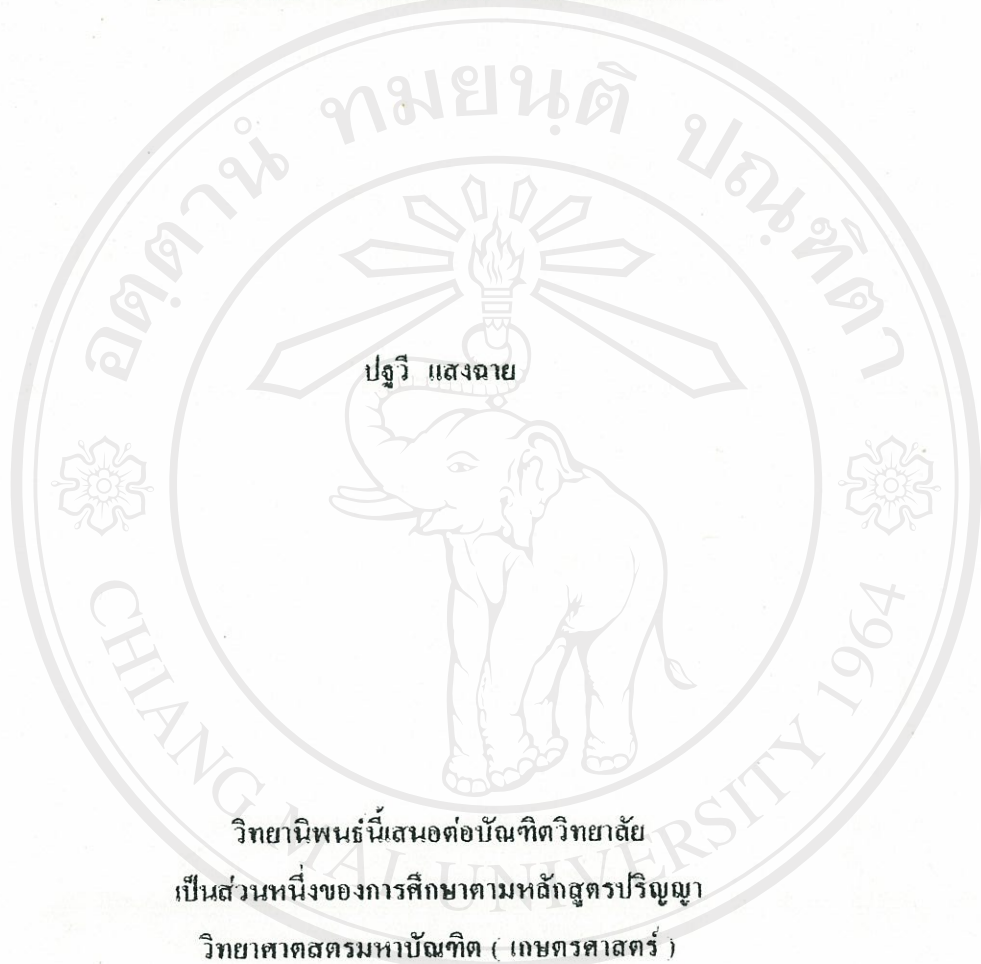 อตฺตานํ ทมยนฺติ ปณฺฑิตา
ปฐวี แสงฉาย
CHIANG MAI UNIVERSITY 1964
วิทยานิพนธ์นี้เสนอต่อบัณฑิตวิทยาลัย
เป็นส่วนหนึ่งของการศึกษาตามหลักสูตรปริญญา
วิทยาศาตสตรมหาบัณฑิต ( เกษตรศาสตร์ )